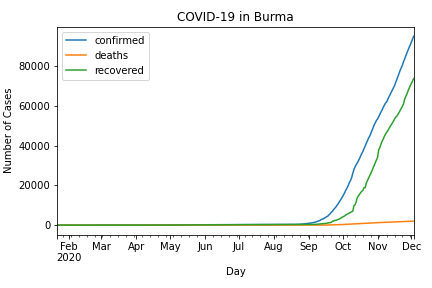 COVID-19 in Burma
confirmed
deaths
recovered
Number of Cases
80000
60000
40000
20000
0
Feb Mar Apr May Jun Jul Aug Sep Oct Nov Dec
2020
Day